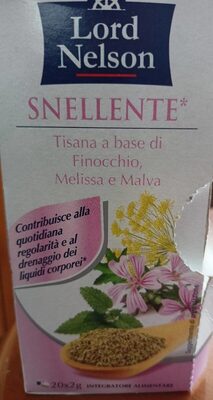 Lord
Nelson
SNELLENTE*
Tisana a base di
Finocchio,
Melissa e Malva
Contribuisce alla
quotidiana
regolarità e al
drenaggio dei
liquidi corporei*
20x2g
INTEGRATORE ALIMENTARE